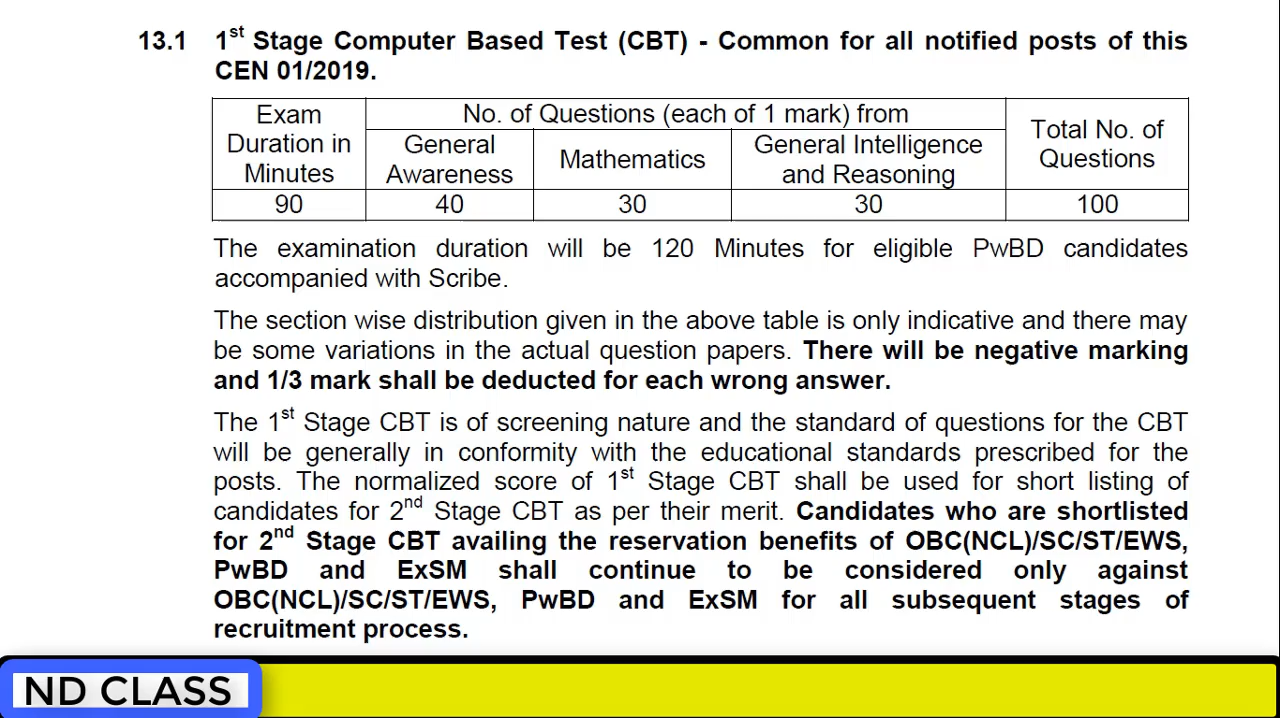 13.1 1st Stage Computer Based Test (CBT) - Common for all notified posts of this
CEN 01/2019.
Exam Duration in Minutes
No. of Questions (each of 1 mark) from
General Awareness
Mathematics
General Intelligence and Reasoning
Total No. of Questions
90 40 30 30 100
The examination duration will be 120 Minutes for eligible PwBD candidates
accompanied with Scribe.
The section wise distribution given in the above table is only indicative and there may
be some variations in the actual question papers. There will be negative marking
and 1/3 mark shall be deducted for each wrong answer.
The 1st Stage CBT is of screening nature and the standard of questions for the CBT
will be generally in conformity with the educational standards prescribed for the
posts. The normalized score of 1st Stage CBT shall be used for short listing of
candidates for 2nd Stage CBT as per their merit. Candidates who are shortlisted
for 2nd Stage CBT availing the reservation benefits of OBC(NCL)/SC/ST/EWS,
PwBD and ExSM shall continue to be considered only against
OBC(NCL)/SC/ST/EWS, PwBD and ExSM for all subsequent stages of
recruitment process.
ND CLASS